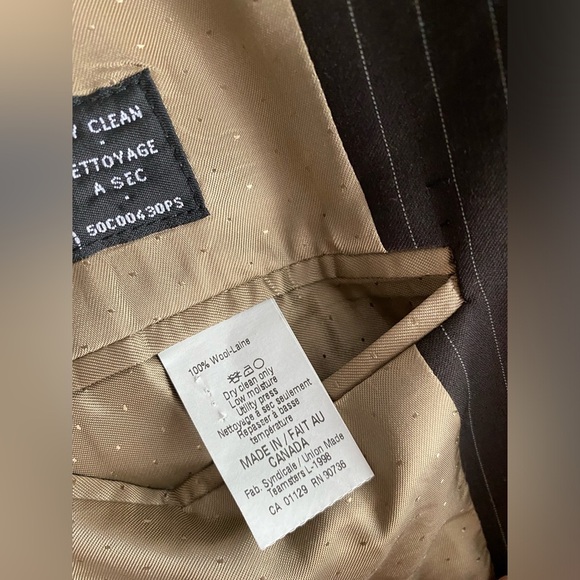 Y CLEAN
ETTOYAGE
A SEC
50C00430PS
100% Wool-Laine
Dry clean only
Low moisture
Utility press
Nettoyage à sec seulement
Repasser à basse
température
MADE IN / FAIT AU
CANADA
Fab. Syndicale / Union Made
Teamsters L-1998
CA 01129 RN 90736